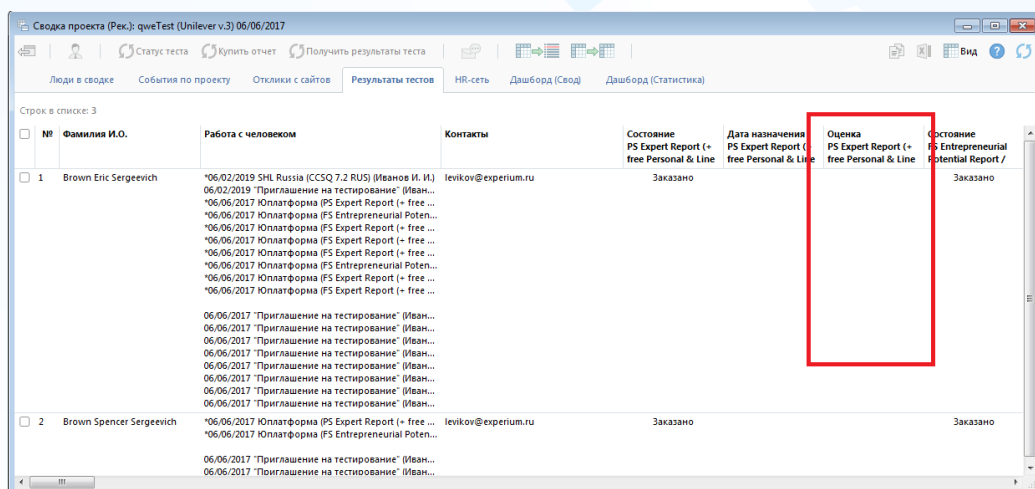 Сводка проекта (Рек.): qweTest (Unilever v.3) 06/06/2017
Статус теста Купить отчет Получить результаты теста Вид
Люди в сводке События по проекту Отклики с сайтов Результаты тестов HR-сеть Дашборд (Свод) Дашборд (Статистика)
Строк в списке: 3
№ Фамилия И.О. Работа с человеком Контакты Состояние Дата назначения Оценка Состояние
PS Expert Report (+ PS Expert Report (+ PS Expert Report (+ FS Entrepreneurial
free Personal & Line free Personal & Line free Personal & Line Potential Report /
1 Brown Eric Sergeevich *06/02/2019 SHL Russia (CCSQ 7.2 RUS) (Иванов И. И.) levikov@experium.ru Заказано Заказано
06/02/2019 "Приглашение на тестирование" (Иван...
*06/06/2017 Юплатформа (PS Expert Report (+ free ...
*06/06/2017 Юплатформа (FS Entrepreneurial Poten...
*06/06/2017 Юплатформа (FS Expert Report (+ free ...
*06/06/2017 Юплатформа (FS Expert Report (+ free ...
*06/06/2017 Юплатформа (PS Expert Report (+ free ...
*06/06/2017 Юплатформа (FS Entrepreneurial Poten...
*06/06/2017 Юплатформа (FS Expert Report (+ free ...
*06/06/2017 Юплатформа (FS Expert Report (+ free ...
06/06/2017 "Приглашение на тестирование" (Иван...
06/06/2017 "Приглашение на тестирование" (Иван...
06/06/2017 "Приглашение на тестирование" (Иван...
06/06/2017 "Приглашение на тестирование" (Иван...
06/06/2017 "Приглашение на тестирование" (Иван...
06/06/2017 "Приглашение на тестирование" (Иван...
06/06/2017 "Приглашение на тестирование" (Иван...
06/06/2017 "Приглашение на тестирование" (Иван...
2 Brown Spencer Sergeevich *06/06/2017 Юплатформа (PS Expert Report (+ free ... levikov@experium.ru Заказано Заказано
*06/06/2017 Юплатформа (FS Entrepreneurial Poten...
06/06/2017 "Приглашение на тестирование" (Иван...
06/06/2017 "Приглашение на тестирование" (Иван...